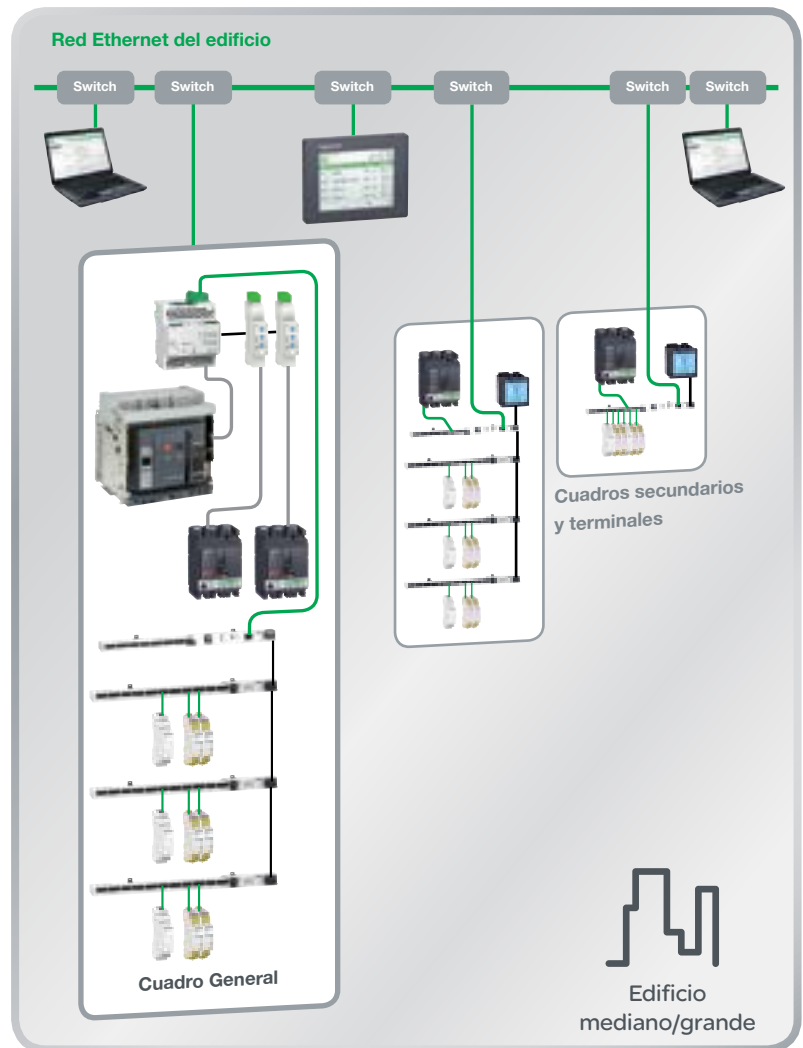 Red Ethernet del edificio
Switch
Switch
Switch
Switch
Switch
Switch
Cuadros secundarios
y terminales
Cuadro General
Edificio
mediano/grande